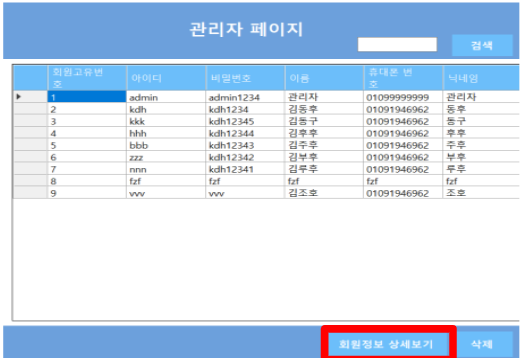 관리자 페이지
검색
회원고유번호 아이디 비밀번호 이름 휴대폰 번호 닉네임
1 admin admin1234 관리자 01099999999 관리자
2 kdh kdh1234 김동후 01091946962 동후
3 kkk kdh12345 김동구 01091946962 동구
4 hhh kdh12344 김후후 01091946962 후후
5 bbb kdh12343 김주주 01091946962 주주
6 zzz kdh12342 김부후 01091946962 부후
7 nnn kdh12341 김루후 01091946962 루후
8 fzf fzf fzf fzf fzf
9 vvv vvv 김조호 01091946962 조호
회원정보 상세보기 삭제